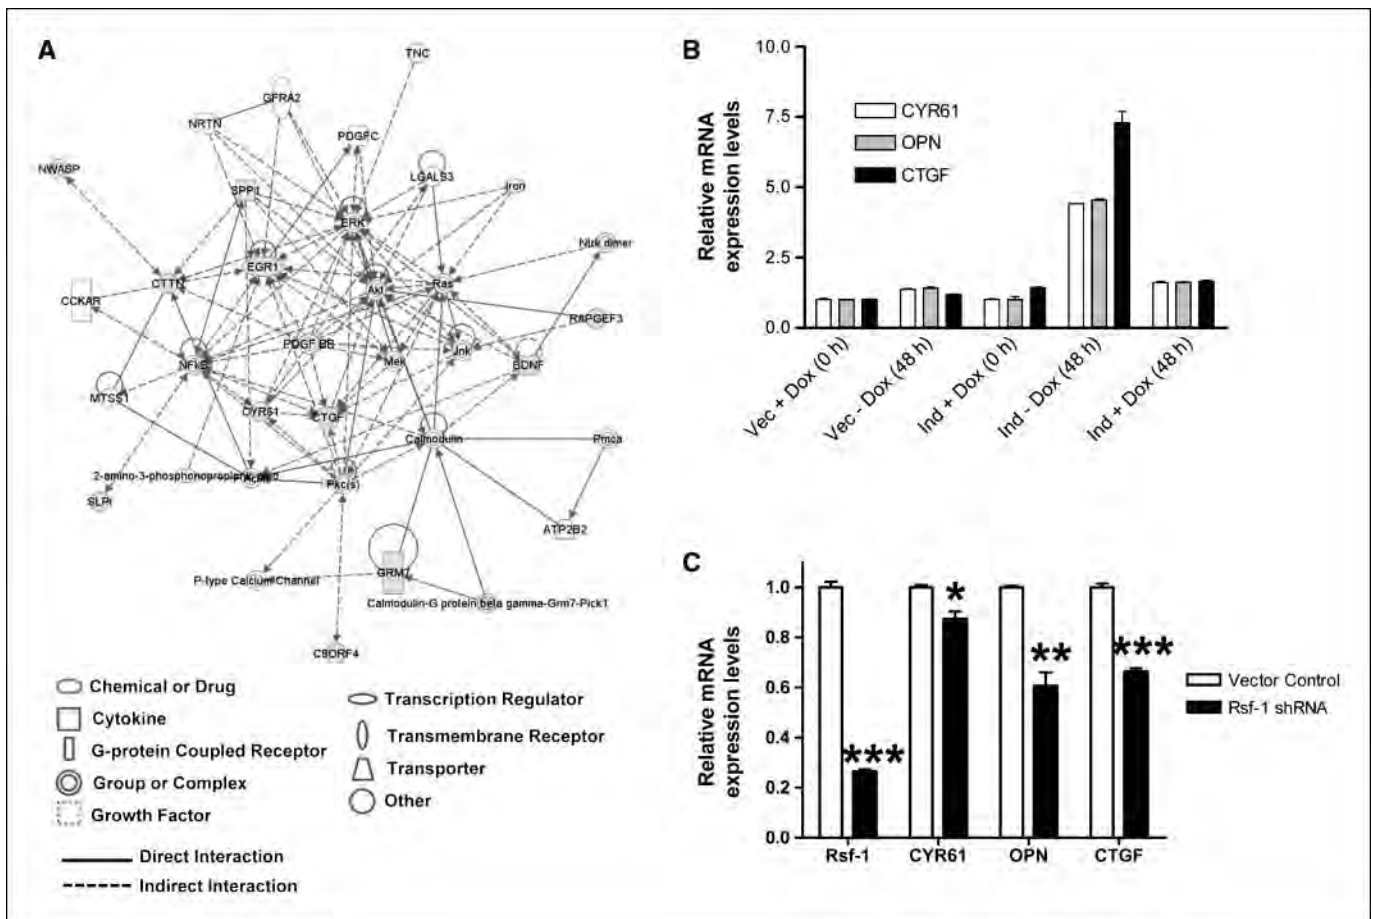 A
TNC
GFRA2
NRTN
PDGFC
NWASP
LGALS3
SPP1
Iron
ERK
Ntrk dimer
EGR1
CTTN
Akt
Ras
CCKAR
RAPGEF3
PDGF BB
Jnk
NFkB
Mek
BDNF
MTSS1
CYR61
CTGF
Calmodulin
Pmca
Pkc(s)
SLPI
ATP2B2
P-type Calcium Channel
GRM7
Calmodulin-G protein beta gamma-Grm7-Pick1
C8ORF4
Chemical or Drug
Cytokine
G-protein Coupled Receptor
Group or Complex
Growth Factor
Transcription Regulator
Transmembrane Receptor
Transporter
Other
Direct Interaction
Indirect Interaction
B
Relative mRNA
expression levels
10.0
7.5
5.0
2.5
0.0
CYR61
OPN
CTGF
Vec + Dox (0 h)
Vec - Dox (48 h)
Ind + Dox (0 h)
Ind - Dox (48 h)
Ind + Dox (48 h)
C
Relative mRNA
expression levels
1.0
0.8
0.6
0.4
0.2
0.0
***
*
**
***
Rsf-1
CYR61
OPN
CTGF
Vector Control
Rsf-1 shRNA